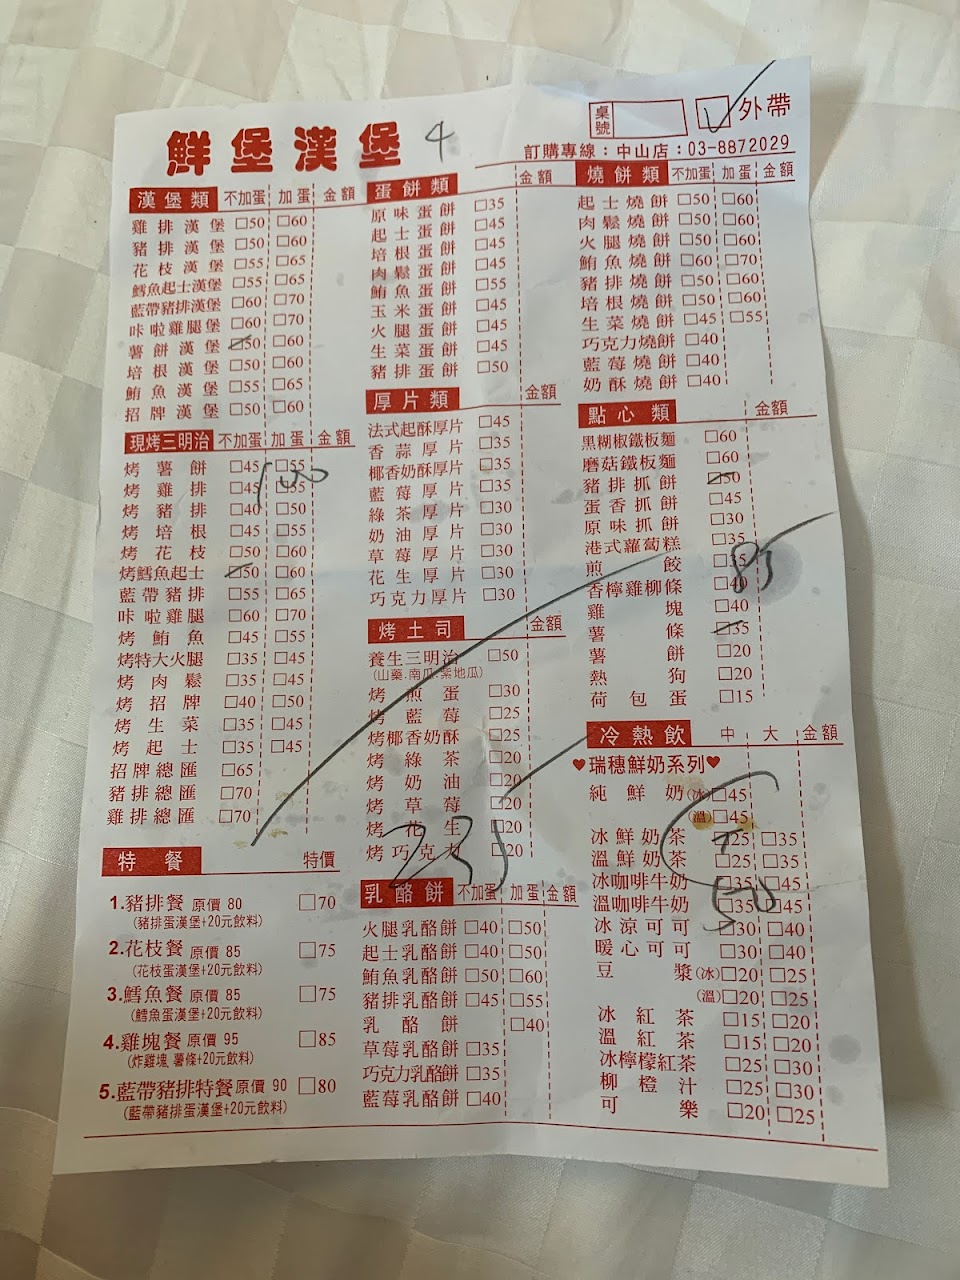 鮮堡漢堡 4
桌號 ☑外帶
訂購專線：中山店：03-8872029
漢堡類 不加蛋 加蛋 金額
雞排漢堡 □50 □60
豬排漢堡 □50 □60
花枝漢堡 □55 □65
鱈魚起士漢堡 □55 □65
藍帶豬排漢堡 □60 □70
咔啦雞腿堡 □60 □70
薯餅漢堡 □50 □60
培根漢堡 □50 □60
鮪魚漢堡 □55 □65
招牌漢堡 □50 □60
現烤三明治 不加蛋 加蛋 金額
烤薯餅 □45 □55
100
烤雞排 □45 □55
烤豬排 □40 □50
烤培根 □45 □55
烤花枝 □50 □60
烤鱈魚起士 □50 □60
藍帶豬排 □55 □65
咔啦雞腿 □60 □70
烤鮪魚 □45 □55
烤特大火腿 □35 □45
烤肉鬆 □35 □45
烤招牌 □40 □50
烤生菜 □35 □45
烤起士 □35 □45
招牌總匯 □65
豬排總匯 □70
雞排總匯 □70
特餐 特價
1.豬排餐 原價 80 □70
(豬排蛋漢堡+20元飲料)
2.花枝餐 原價 85 □75
(花枝蛋漢堡+20元飲料)
3.鱈魚餐 原價 85 □75
(鱈魚蛋漢堡+20元飲料)
4.雞塊餐 原價 95 □85
(炸雞塊, 薯條+20元飲料)
5.藍帶豬排特餐 原價 90 □80
(藍帶豬排蛋漢堡+20元飲料)
蛋餅類 金額
原味蛋餅 □35
起士蛋餅 □45
培根蛋餅 □45
肉鬆蛋餅 □45
鮪魚蛋餅 □55
玉米蛋餅 □45
火腿蛋餅 □45
生菜蛋餅 □45
豬排蛋餅 □50
厚片類 金額
法式起酥厚片 □45
香蒜厚片 □35
椰香奶酥厚片 □35
藍莓厚片 □35
綠茶厚片 □30
奶油厚片 □30
草莓厚片 □30
花生厚片 □30
巧克力厚片 □30
烤土司 金額
養生三明治 □50
(山藥.南瓜.紫地瓜)
烤煎蛋 □30
烤藍莓 □25
烤椰香奶酥 □25
烤綠茶 □20
烤奶油 □20
烤草莓 □20
烤花生 □20
烤巧克力 □20
235
乳酪餅 不加蛋 加蛋 金額
火腿乳酪餅 □40 □50
起士乳酪餅 □40 □50
鮪魚乳酪餅 □50 □60
豬排乳酪餅 □45 □55
乳酪餅 □40
草莓乳酪餅 □35
巧克力乳酪餅 □35
藍莓乳酪餅 □40
燒餅類 不加蛋 加蛋 金額
起士燒餅 □50 □60
肉鬆燒餅 □50 □60
火腿燒餅 □50 □60
鮪魚燒餅 □60 □70
豬排燒餅 □50 □60
培根燒餅 □50 □60
生菜燒餅 □45 □55
巧克力燒餅 □40
藍莓燒餅 □40
奶酥燒餅 □40
點心類 金額
黑糊椒鐵板麵 □60
蘑菇鐵板麵 □60
豬排抓餅 □50
蛋香抓餅 □45
原味抓餅 □30
港式蘿蔔糕 □35
煎餃 □35
85
香檸雞柳條 □40
雞塊 □40
薯條 □35
薯餅 □20
熱狗 □20
荷包蛋 □15
冷熱飲 中 大 金額
♥瑞穗鮮奶系列♥
純鮮奶(冰) □45
(溫) □45
冰鮮奶茶 □25 □35
溫鮮奶茶 □25 □35
冰咖啡牛奶 □35 □45
溫咖啡牛奶 □35 □45
50
冰涼可可 □30 □40
暖心可可 □30 □40
豆漿(冰) □20 □25
(溫) □20 □25
冰紅茶 □15 □20
溫紅茶 □15 □20
冰檸檬紅茶 □25 □30
柳橙汁 □25 □30
可樂 □20 □25